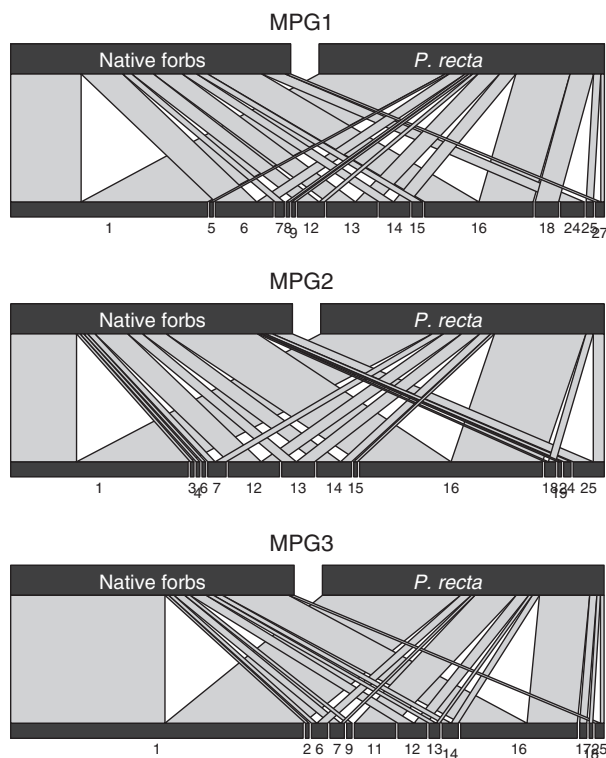 MPG1
Native forbs P. recta
1 5 6 7 8 9 12 13 14 15 16 18 24 25 27
MPG2
Native forbs P. recta
1 3 4 6 7 12 13 14 15 16 18 19 24 25
MPG3
Native forbs P. recta
1 2 6 7 9 11 12 13 14 16 17 18 25